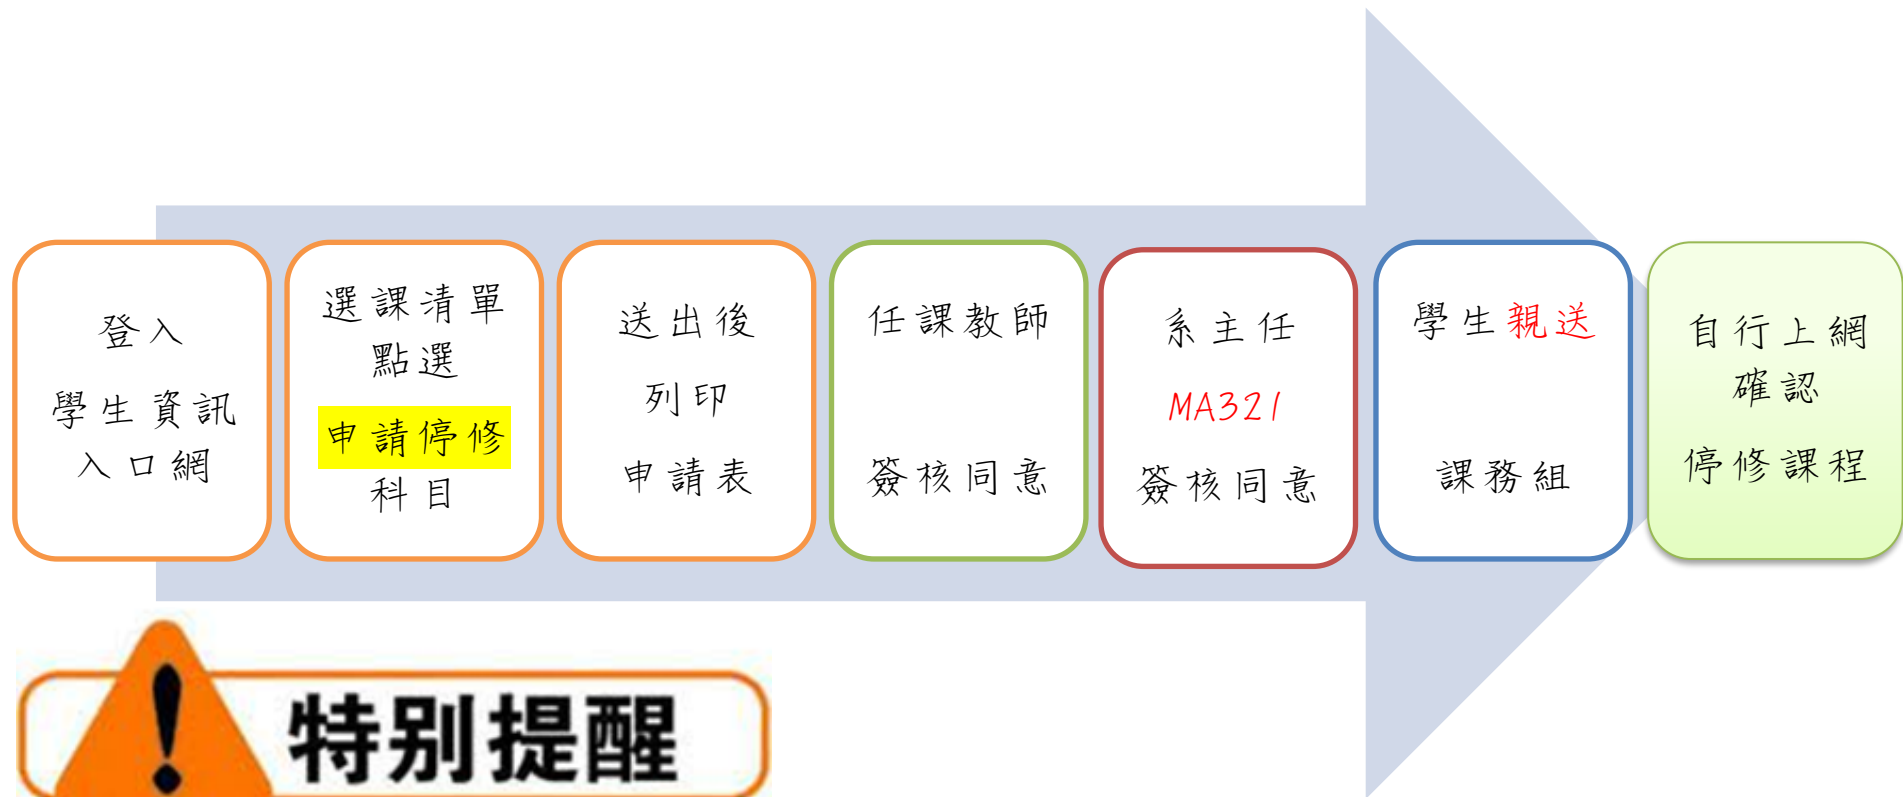 登入
學生資訊
入口網
選課清單
點選
申請停修
科目
送出後
列印
申請表
任課教師
簽核同意
系主任
MA321
簽核同意
學生親送
課務組
自行上網
確認
停修課程
特别提醒